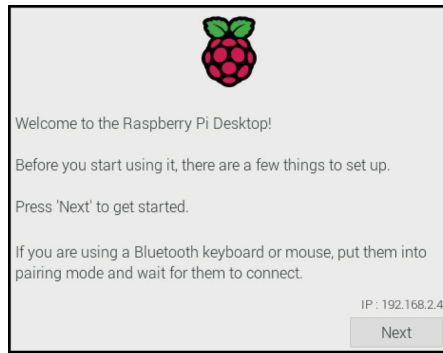 Welcome to the Raspberry Pi Desktop!
Before you start using it, there are a few things to set up.
Press 'Next' to get started.
If you are using a Bluetooth keyboard or mouse, put them into
pairing mode and wait for them to connect.
IP : 192.168.2.4
Next